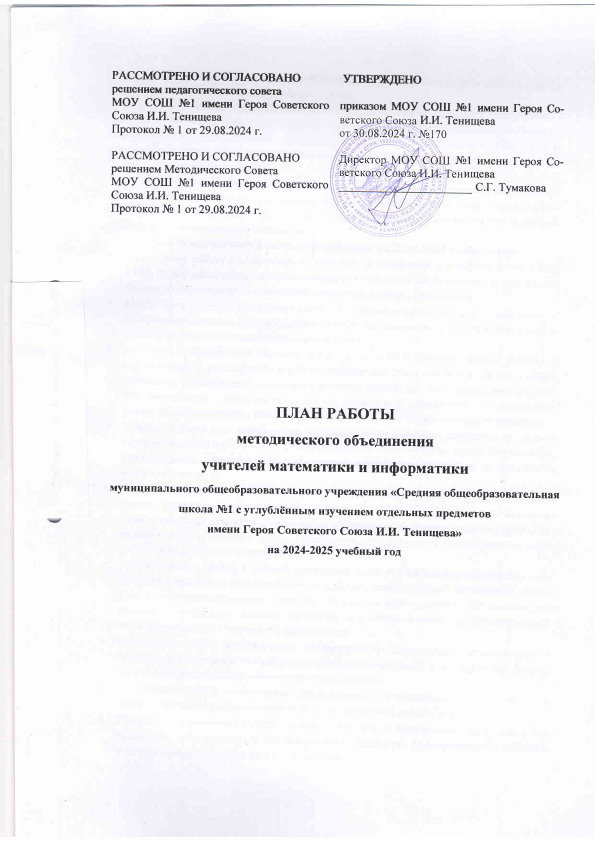 РАССМОТРЕНО И СОГЛАСОВАНО
решением педагогического совета
МОУ СОШ №1 имени Героя Советского
Союза И.И. Тенищева
Протокол № 1 от 29.08.2024 г.
РАССМОТРЕНО И СОГЛАСОВАНО
решением Методического Совета
МОУ СОШ №1 имени Героя Советского
Союза И.И. Тенищева
Протокол № 1 от 29.08.2024 г.
УТВЕРЖДЕНО
приказом МОУ СОШ №1 имени Героя Со-
ветского Союза И.И. Тенищева
от 30.08.2024 г. №170
Директор МОУ СОШ №1 имени Героя Со-
ветского Союза И.И. Тенищева
С.Г. Тумакова
ПЛАН РАБОТЫ
методического объединения
учителей математики и информатики
муниципального общеобразовательного учреждения «Средняя общеобразовательная
школа №1 с углублённым изучением отдельных предметов
имени Героя Советского Союза И.И. Тенищева»
на 2024-2025 учебный год